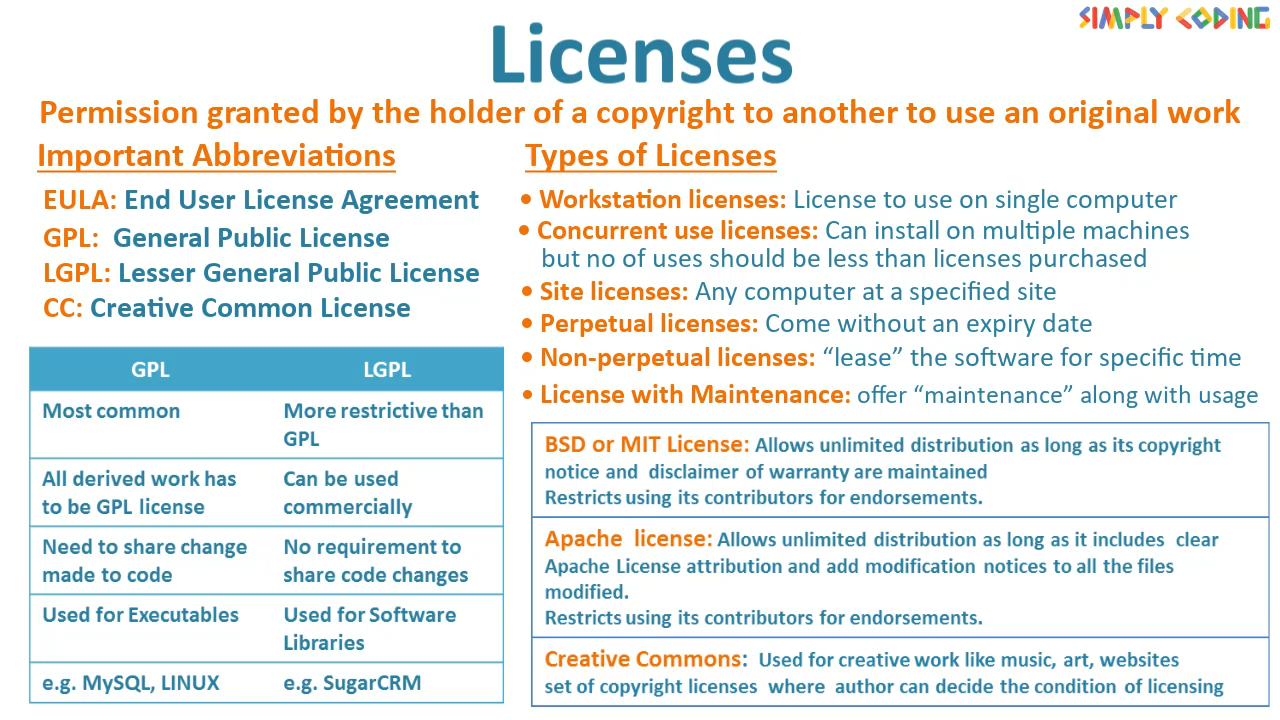 SIMPLY CODING
Licenses
Permission granted by the holder of a copyright to another to use an original work
Important Abbreviations
EULA: End User License Agreement
GPL: General Public License
LGPL: Lesser General Public License
CC: Creative Common License
GPL LGPL
Most common More restrictive than
GPL
All derived work has Can be used
to be GPL license commercially
Need to share change No requirement to
made to code share code changes
Used for Executables Used for Software
Libraries
e.g. MySQL, LINUX e.g. SugarCRM
Types of Licenses
• Workstation licenses: License to use on single computer
• Concurrent use licenses: Can install on multiple machines
but no of uses should be less than licenses purchased
• Site licenses: Any computer at a specified site
• Perpetual licenses: Come without an expiry date
• Non-perpetual licenses: “lease” the software for specific time
• License with Maintenance: offer “maintenance” along with usage
BSD or MIT License: Allows unlimited distribution as long as its copyright
notice and disclaimer of warranty are maintained
Restricts using its contributors for endorsements.
Apache license: Allows unlimited distribution as long as it includes clear
Apache License attribution and add modification notices to all the files
modified.
Restricts using its contributors for endorsements.
Creative Commons: Used for creative work like music, art, websites
set of copyright licenses where author can decide the condition of licensing